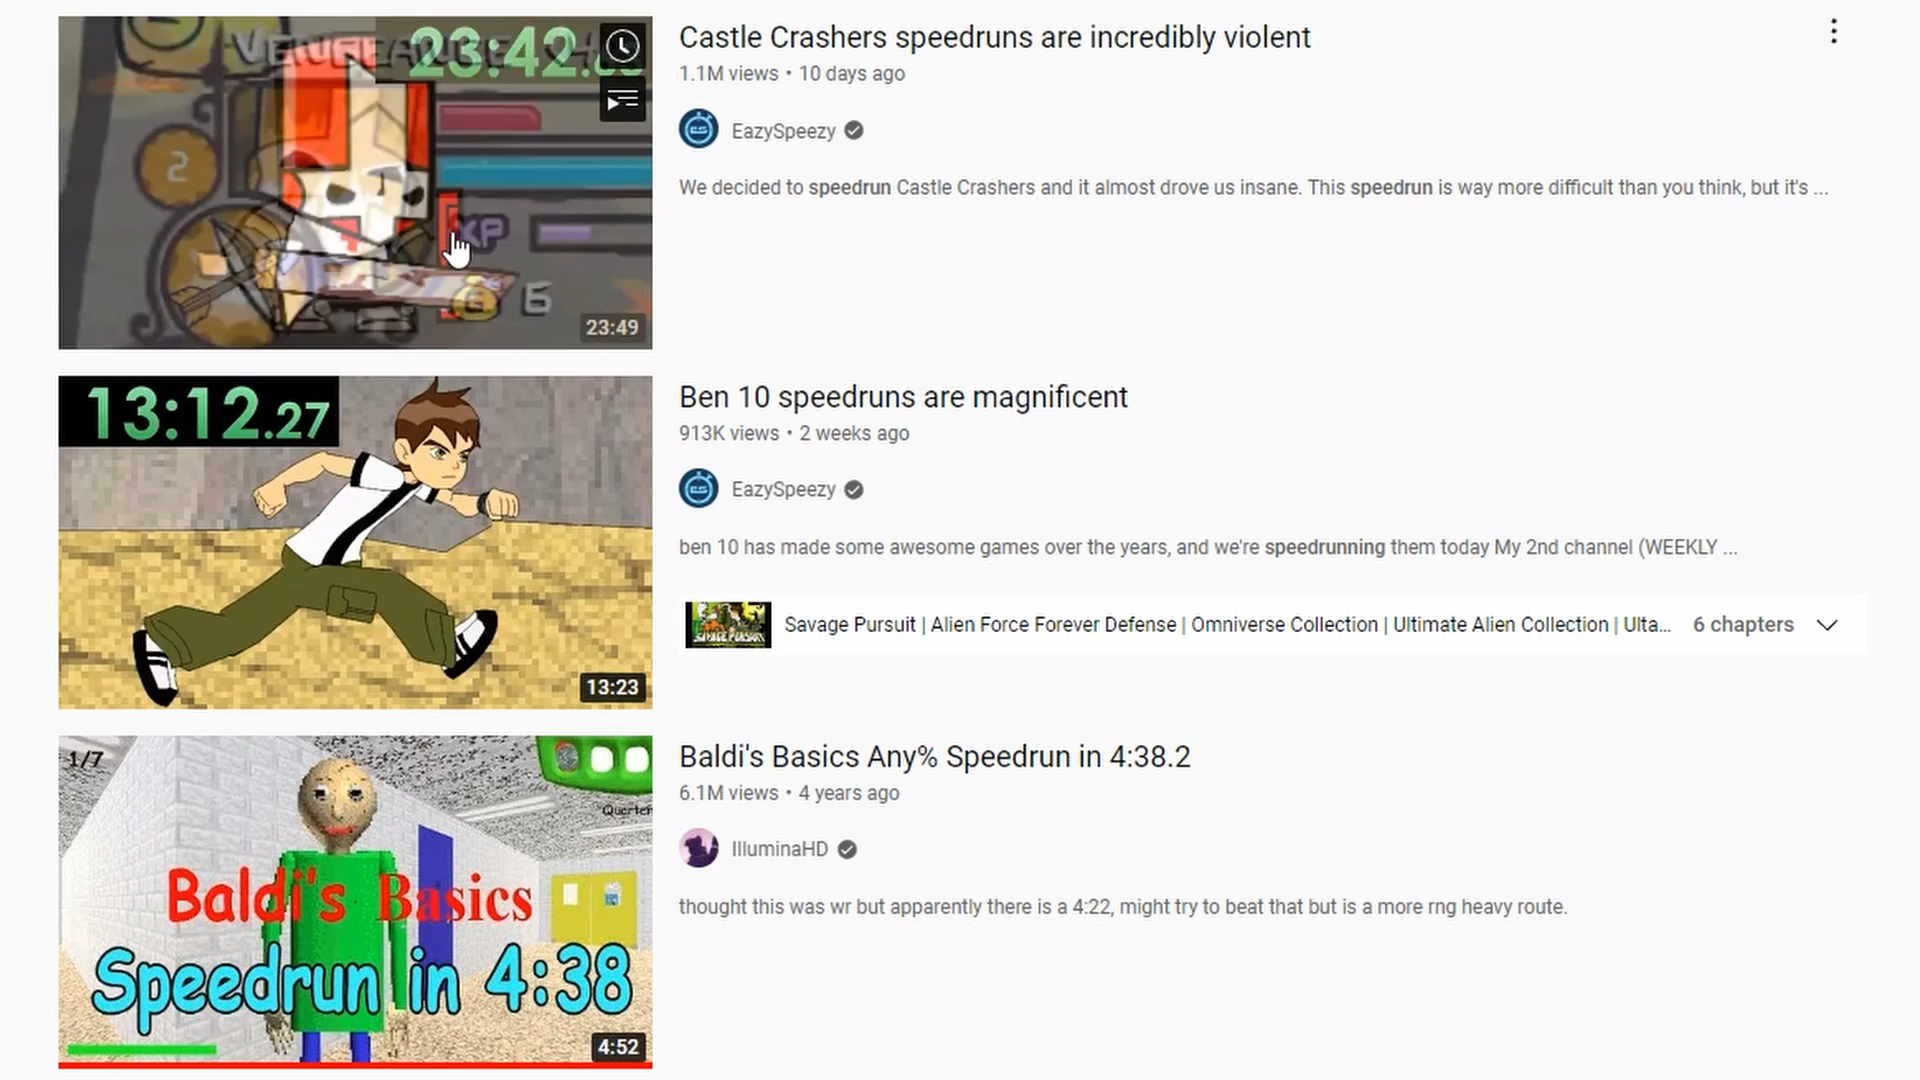 VENGEANCE
23:42
2
XP
6
23:49
Castle Crashers speedruns are incredibly violent
1.1M views • 10 days ago
EazySpeezy
We decided to speedrun Castle Crashers and it almost drove us insane. This speedrun is way more difficult than you think, but it's ...
13:12.27
13:23
Ben 10 speedruns are magnificent
913K views • 2 weeks ago
EazySpeezy
ben 10 has made some awesome games over the years, and we're speedrunning them today My 2nd channel (WEEKLY ...
SAVAGE PURSUIT
Savage Pursuit | Alien Force Forever Defense | Omniverse Collection | Ultimate Alien Collection | Ulta...
6 chapters
1/7
Quarter
Baldi's Basics
Speedrun in 4:38
4:52
Baldi's Basics Any% Speedrun in 4:38.2
6.1M views • 4 years ago
IlluminaHD
thought this was wr but apparently there is a 4:22, might try to beat that but is a more rng heavy route.